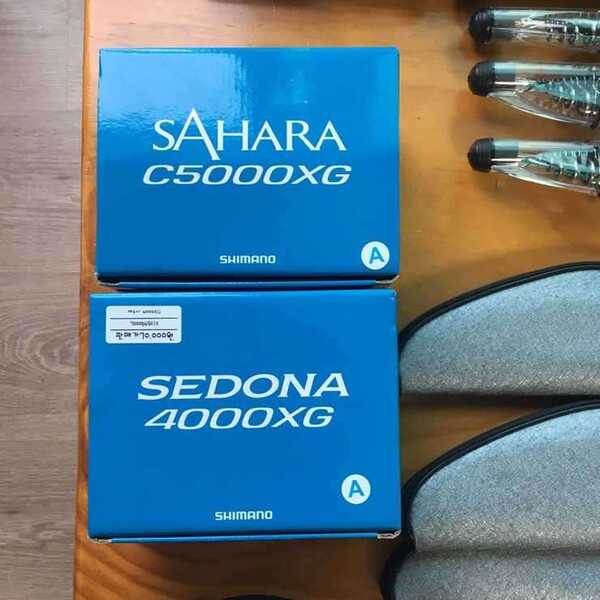 SAHARA
C5000XG
SHIMANO
A
SEDONA
4000XG
A
SHIMANO